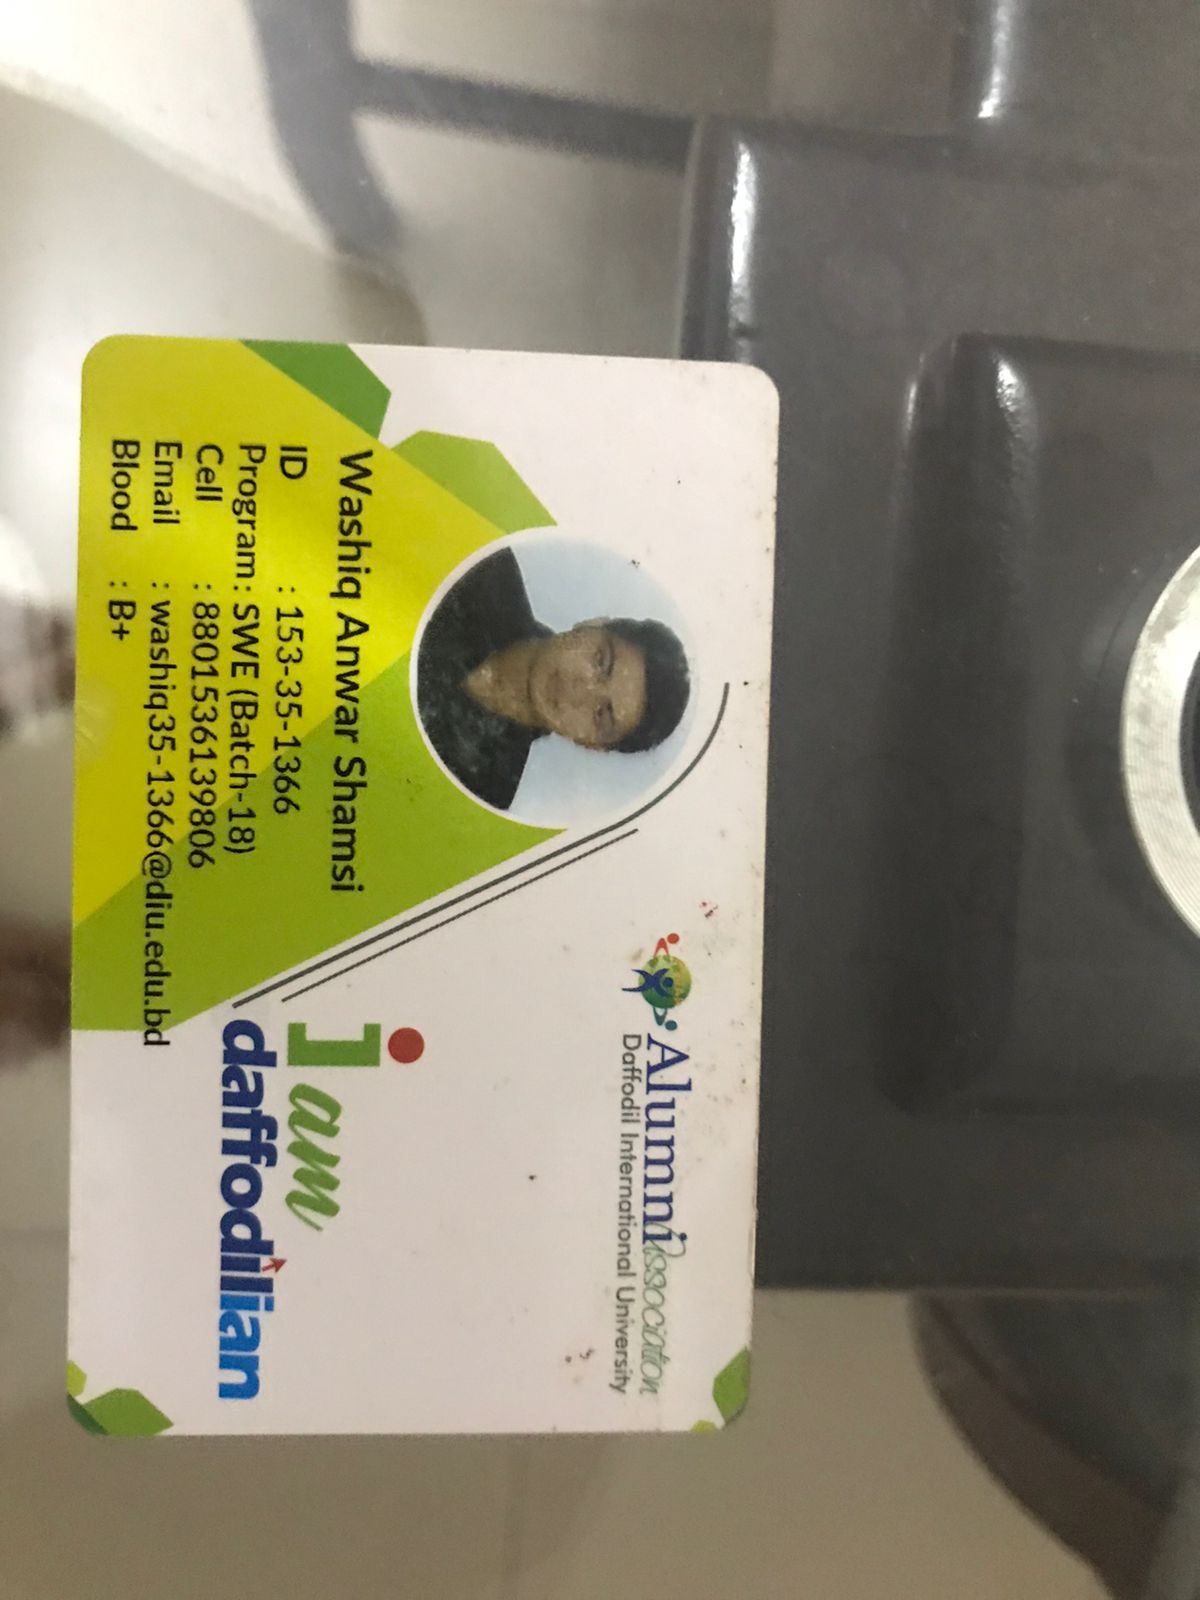 Alumni Association
Daffodil International University
Washiq Anwar Shamsi
ID : 153-35-1366
Program : SWE (Batch-18)
Cell : 8801536139806
Email : washiq35-1366@diu.edu.bd
Blood : B+
i am
daffodilian